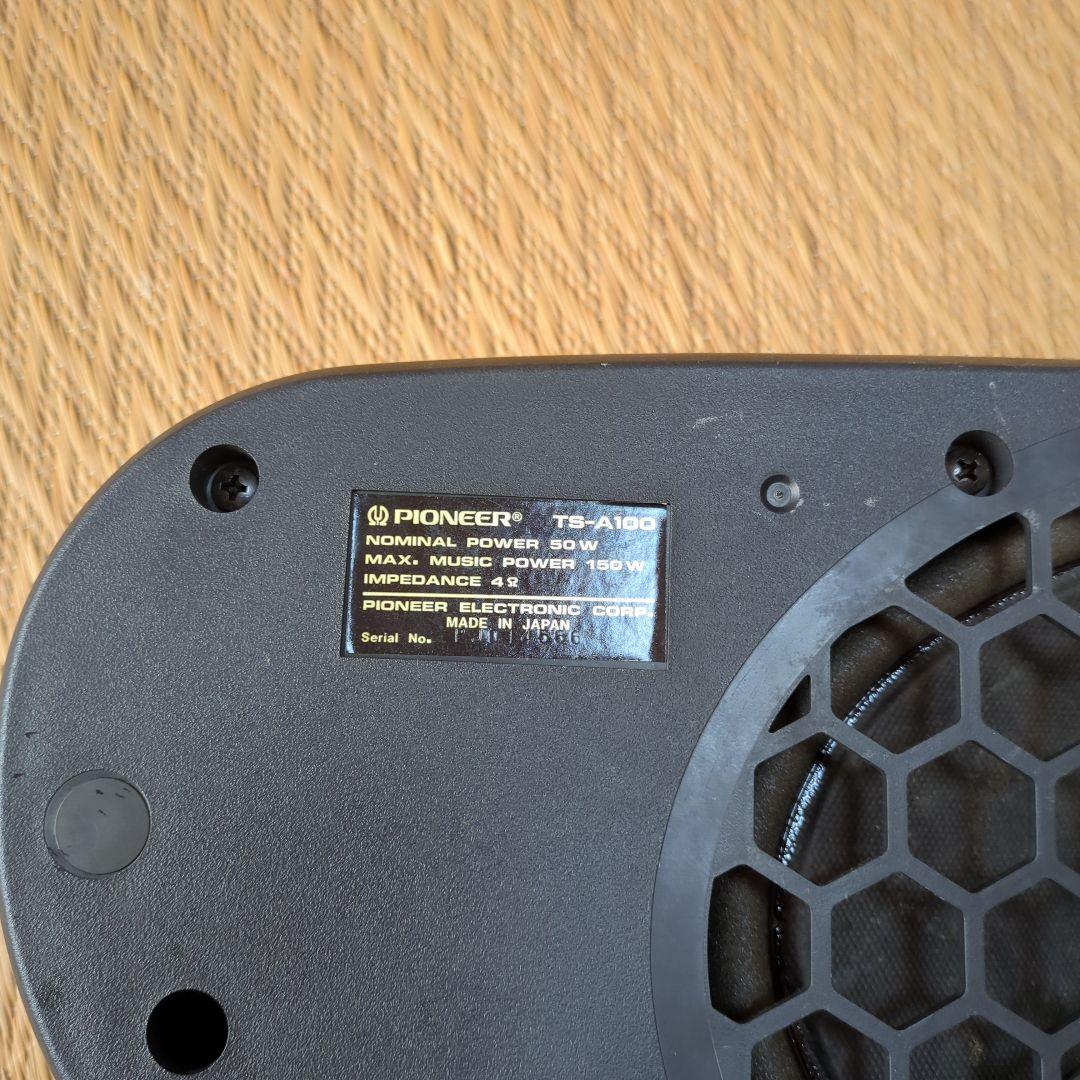 PIONEER® TS-A100
NOMINAL POWER 50 W
MAX. MUSIC POWER 150 W
IMPEDANCE 4 Ω
PIONEER ELECTRONIC CORP.
MADE IN JAPAN
Serial No.